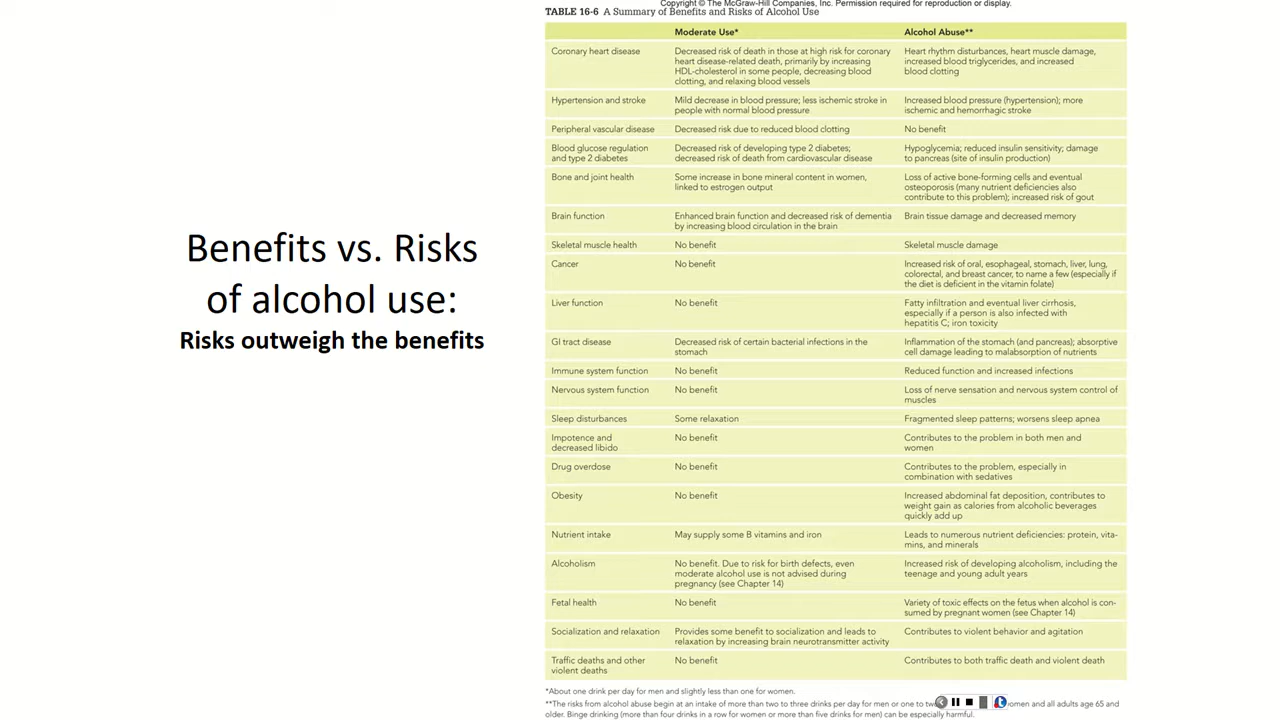 Copyright © The McGraw-Hill Companies, Inc. Permission required for reproduction or display.
TABLE 16-6 A Summary of Benefits and Risks of Alcohol Use
Moderate Use* Alcohol Abuse**
Coronary heart disease Decreased risk of death in those at high risk for coronary Heart rhythm disturbances, heart muscle damage,
heart disease-related death, primarily by increasing increased blood triglycerides, and increased
HDL-cholesterol in some people, decreasing blood blood clotting
clotting, and relaxing blood vessels
Hypertension and stroke Mild decrease in blood pressure; less ischemic stroke in Increased blood pressure (hypertension); more
people with normal blood pressure ischemic and hemorrhagic stroke
Peripheral vascular disease Decreased risk due to reduced blood clotting No benefit
Blood glucose regulation Decreased risk of developing type 2 diabetes; Hypoglycemia; reduced insulin sensitivity; damage
and type 2 diabetes decreased risk of death from cardiovascular disease to pancreas (site of insulin production)
Bone and joint health Some increase in bone mineral content in women, Loss of active bone-forming cells and eventual
linked to estrogen output osteoporosis (many nutrient deficiencies also
contribute to this problem); increased risk of gout
Brain function Enhanced brain function and decreased risk of dementia Brain tissue damage and decreased memory
by increasing blood circulation in the brain
Skeletal muscle health No benefit Skeletal muscle damage
Cancer No benefit Increased risk of oral, esophageal, stomach, liver, lung,
colorectal, and breast cancer, to name a few (especially if
the diet is deficient in the vitamin folate)
Liver function No benefit Fatty infiltration and eventual liver cirrhosis,
especially if a person is also infected with
hepatitis C; iron toxicity
GI tract disease Decreased risk of certain bacterial infections in the Inflammation of the stomach (and pancreas); absorptive
stomach cell damage leading to malabsorption of nutrients
Immune system function No benefit Reduced function and increased infections
Nervous system function No benefit Loss of nerve sensation and nervous system control of
muscles
Sleep disturbances Some relaxation Fragmented sleep patterns; worsens sleep apnea
Impotence and No benefit Contributes to the problem in both men and
decreased libido women
Drug overdose No benefit Contributes to the problem, especially in
combination with sedatives
Obesity No benefit Increased abdominal fat deposition, contributes to
weight gain as calories from alcoholic beverages
quickly add up
Nutrient intake May supply some B vitamins and iron Leads to numerous nutrient deficiencies: protein, vita-
mins, and minerals
Alcoholism No benefit. Due to risk for birth defects, even Increased risk of developing alcoholism, including the
moderate alcohol use is not advised during teenage and young adult years
pregnancy (see Chapter 14)
Fetal health No benefit Variety of toxic effects on the fetus when alcohol is con-
sumed by pregnant women (see Chapter 14)
Socialization and relaxation Provides some benefit to socialization and leads to Contributes to violent behavior and agitation
relaxation by increasing brain neurotransmitter activity
Traffic deaths and other No benefit Contributes to both traffic death and violent death
violent deaths
*About one drink per day for men and slightly less than one for women.
**The risks from alcohol abuse begin at an intake of more than two to three drinks per day for men or one to women and all adults age 65 and
older. Binge drinking (more than four drinks in a row for women or more than five drinks for men) can be especially harmful.
Benefits vs. Risks
of alcohol use:
Risks outweigh the benefits